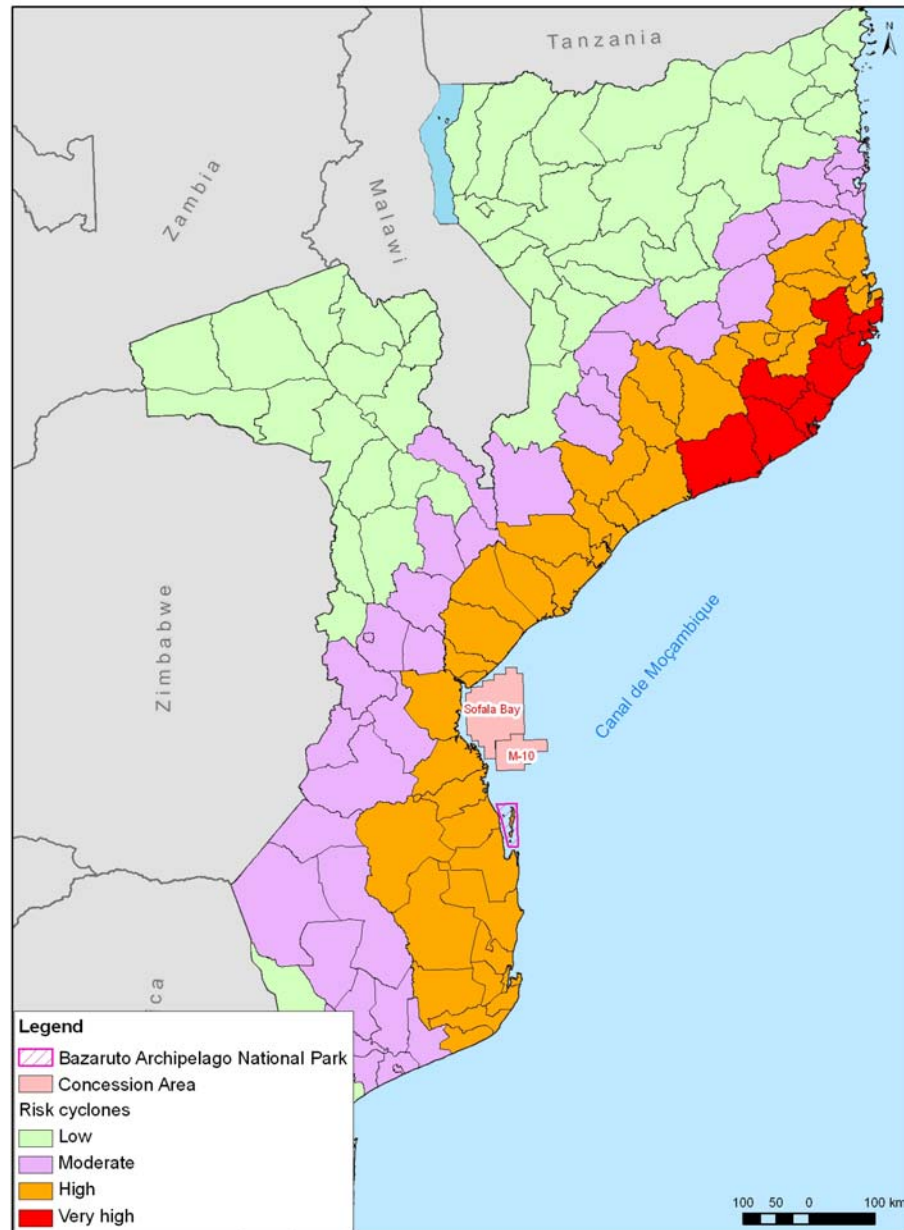 Tanzania
N
Zambia
Malawi
Zimbabwe
Canal de Moçambique
Sofala Bay
M-10
ica
Legend
Bazaruto Archipelago National Park
Concession Area
Risk cyclones
Low
Moderate
High
Very high
100 50 0 100 km